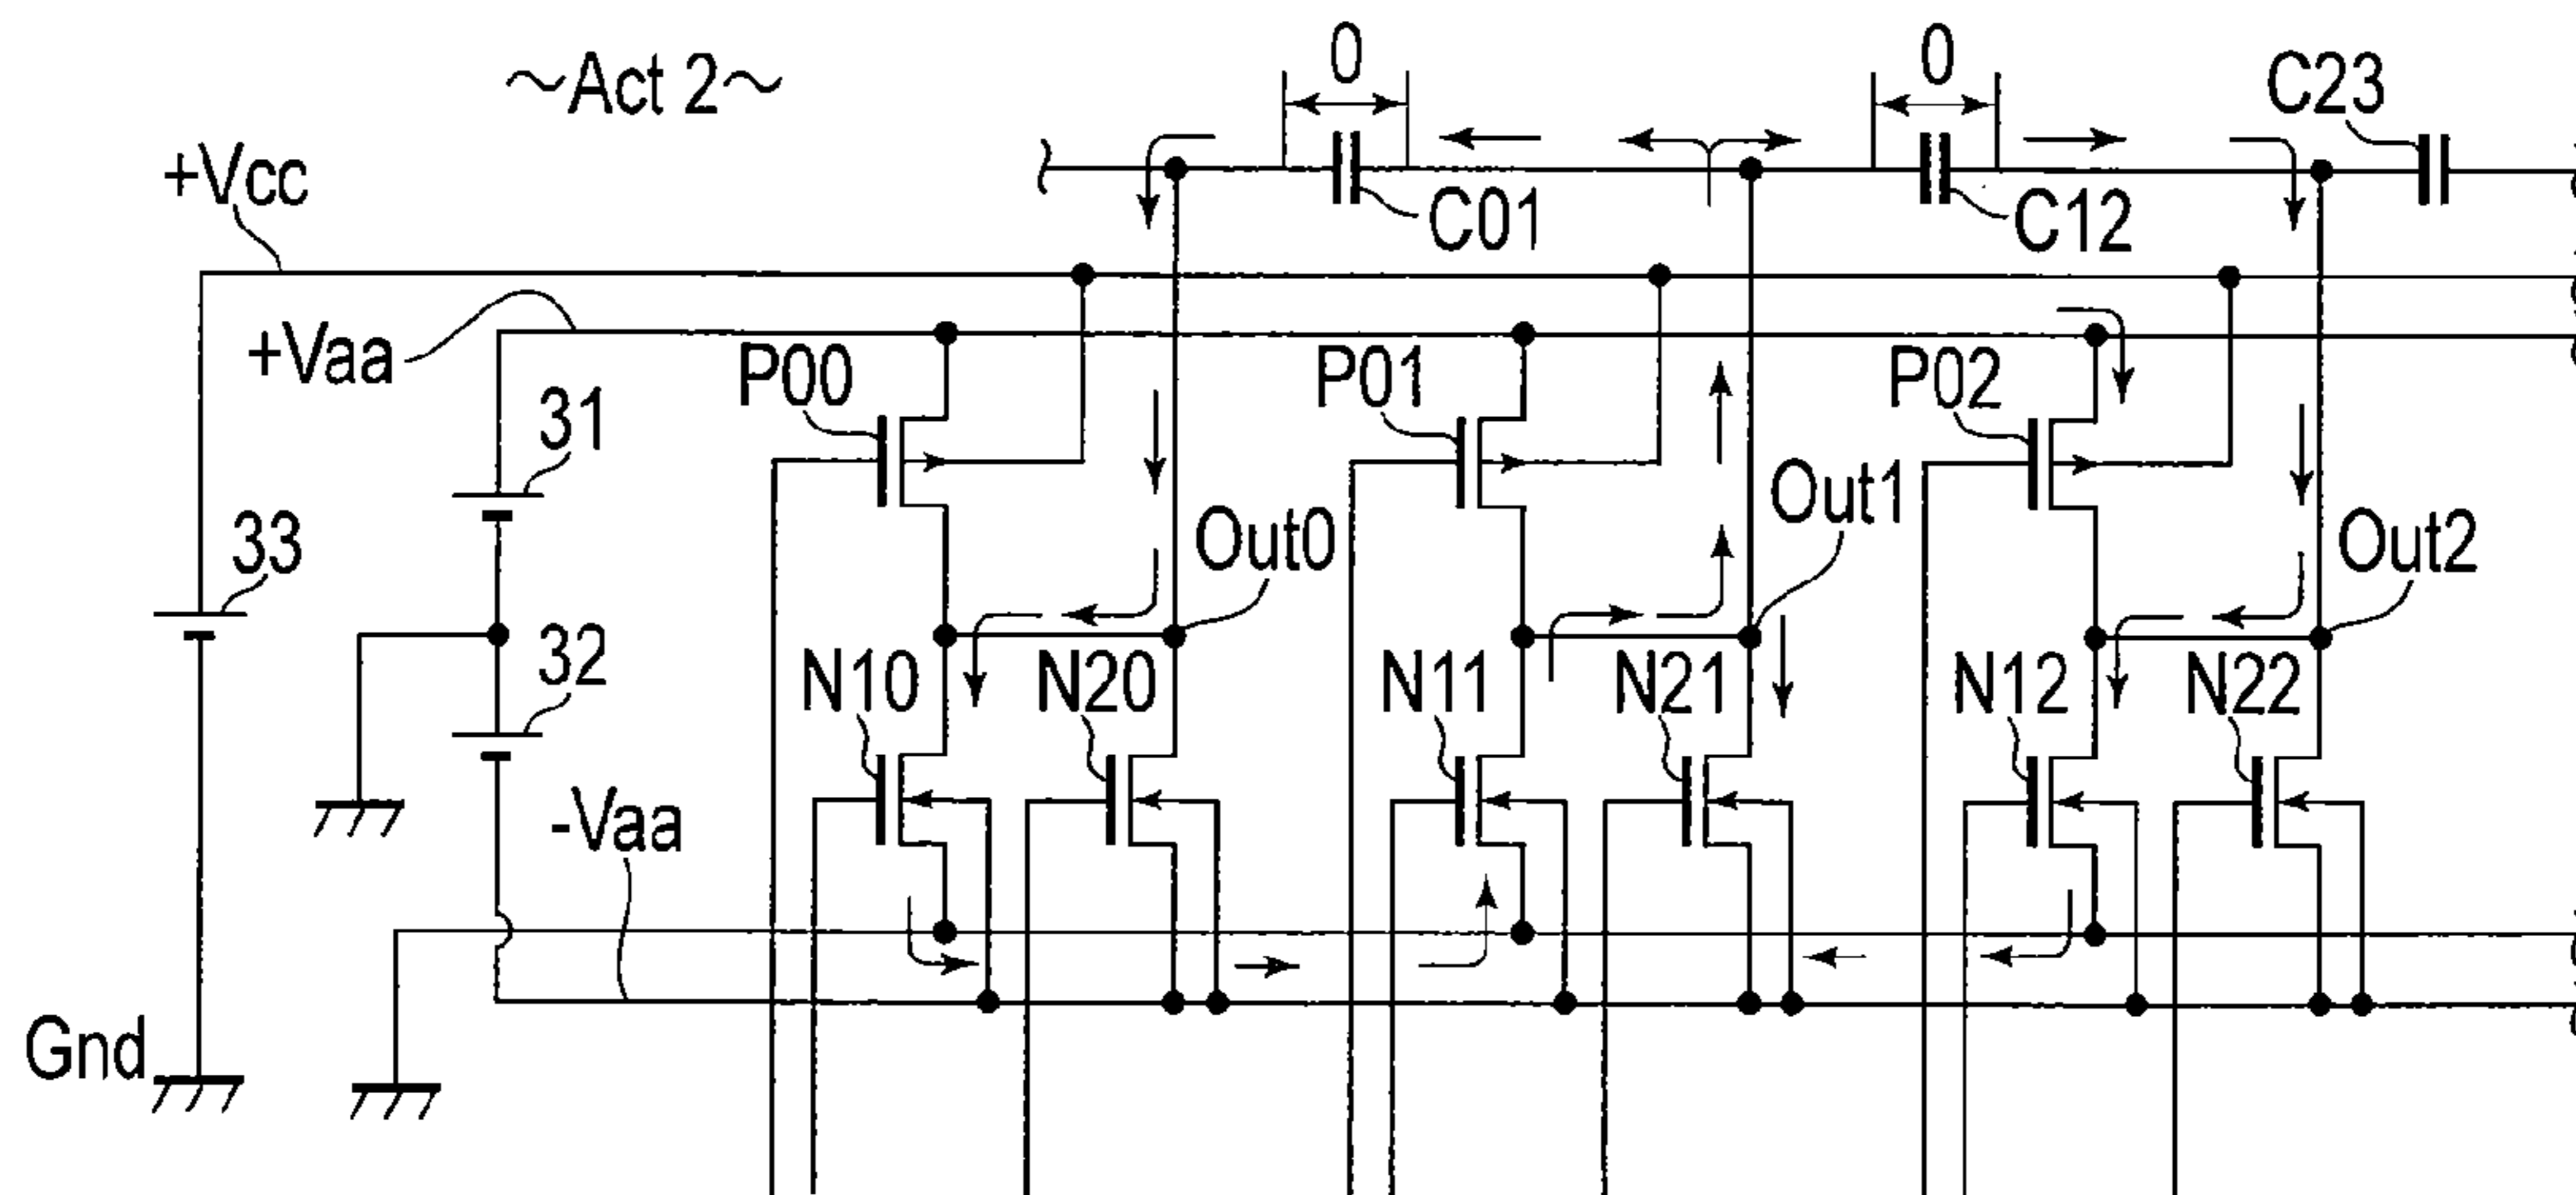 ~Act 2~
0
0
C23
+Vcc
C01
C12
+Vaa
P00
P01
P02
31
33
Out0
Out1
Out2
32
N10
N20
N11
N21
N12
N22
-Vaa
Gnd